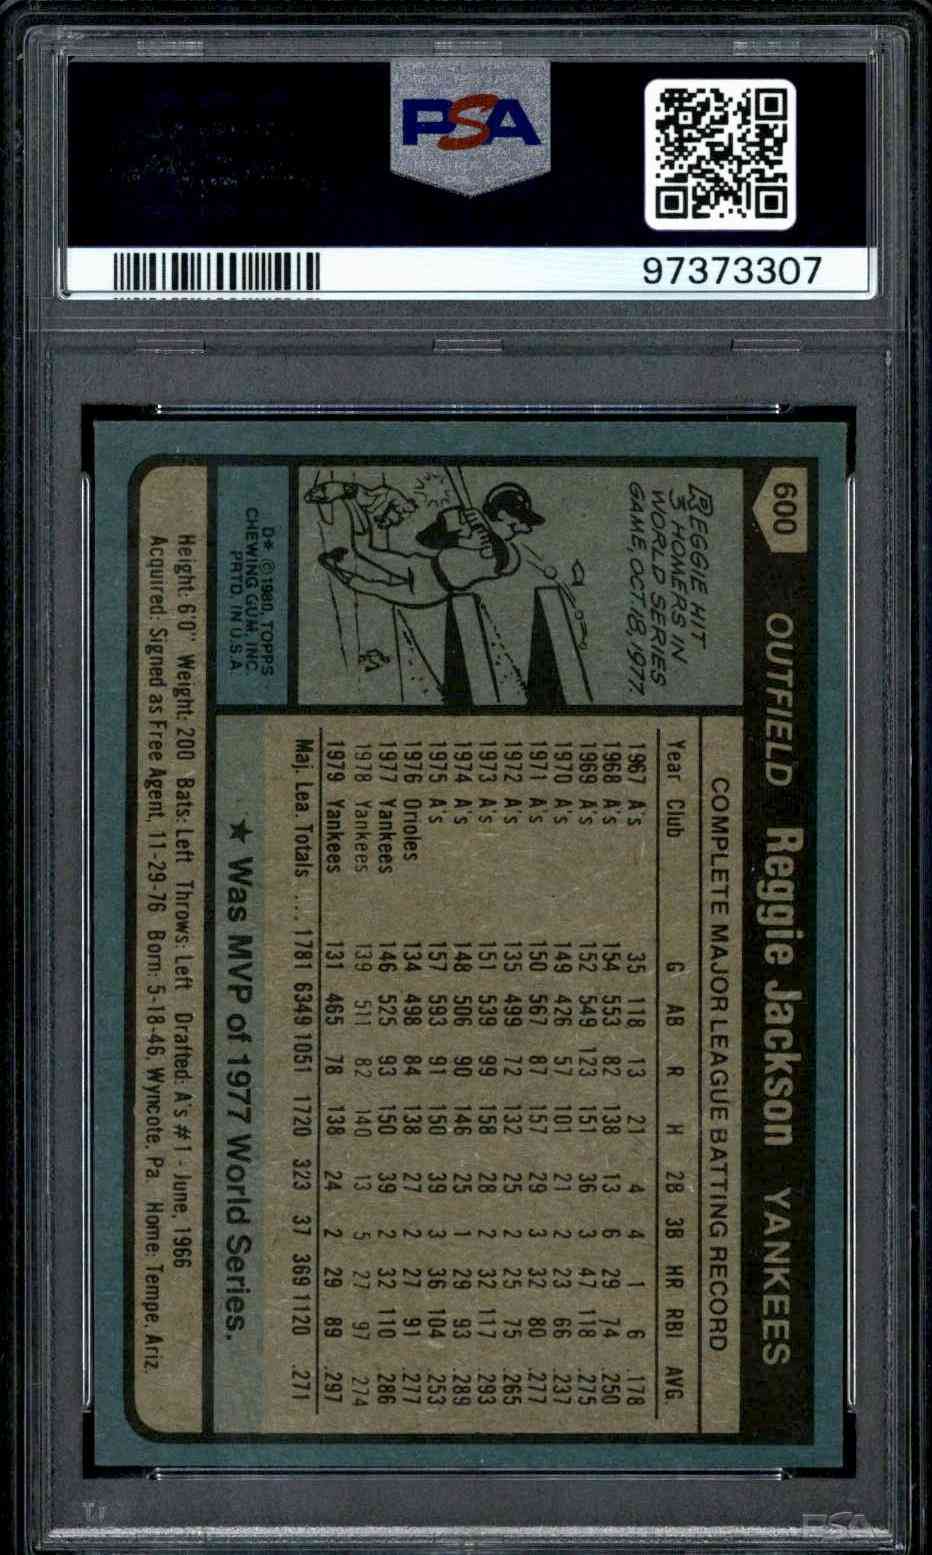 PSA
97373307
600 OUTFIELD Reggie Jackson YANKEES
REGGIE HIT
3 HOMERS IN
WORLD SERIES
GAME, OCT. 18, 1977.
D* © 1980, TOPPS
CHEWING GUM, INC.
PRTD. IN U.S.A.
COMPLETE MAJOR LEAGUE BATTING RECORD
Year Club G AB R H 2B 3B HR RBI AVG.
1967 A's 35 118 13 21 4 4 1 6 .178
1968 A's 154 553 82 138 13 6 29 74 .250
1969 A's 152 549 123 151 36 3 47 118 .275
1970 A's 149 426 57 101 21 2 23 66 .237
1971 A's 150 567 87 157 29 3 32 80 .277
1972 A's 135 499 72 132 25 2 25 75 .265
1973 A's 151 539 99 158 28 2 32 117 .293
1974 A's 148 506 90 146 25 1 29 93 .289
1975 A's 157 593 91 150 39 3 36 104 .253
1976 Orioles 134 498 84 138 27 2 27 91 .277
1977 Yankees 146 525 93 150 39 2 32 110 .286
1978 Yankees 139 511 82 140 13 5 27 97 .274
1979 Yankees 131 465 78 138 24 2 29 89 .297
Maj. Lea. Totals .... 1781 6349 1051 1720 323 37 369 1120 .271
★ Was MVP of 1977 World Series.
Height: 6'0" Weight: 200 Bats: Left Throws: Left Drafted: A's #1 - June, 1966
Acquired: Signed as Free Agent, 11-29-76 Born: 5-18-46, Wyncote, Pa. Home: Tempe, Ariz.
PSA